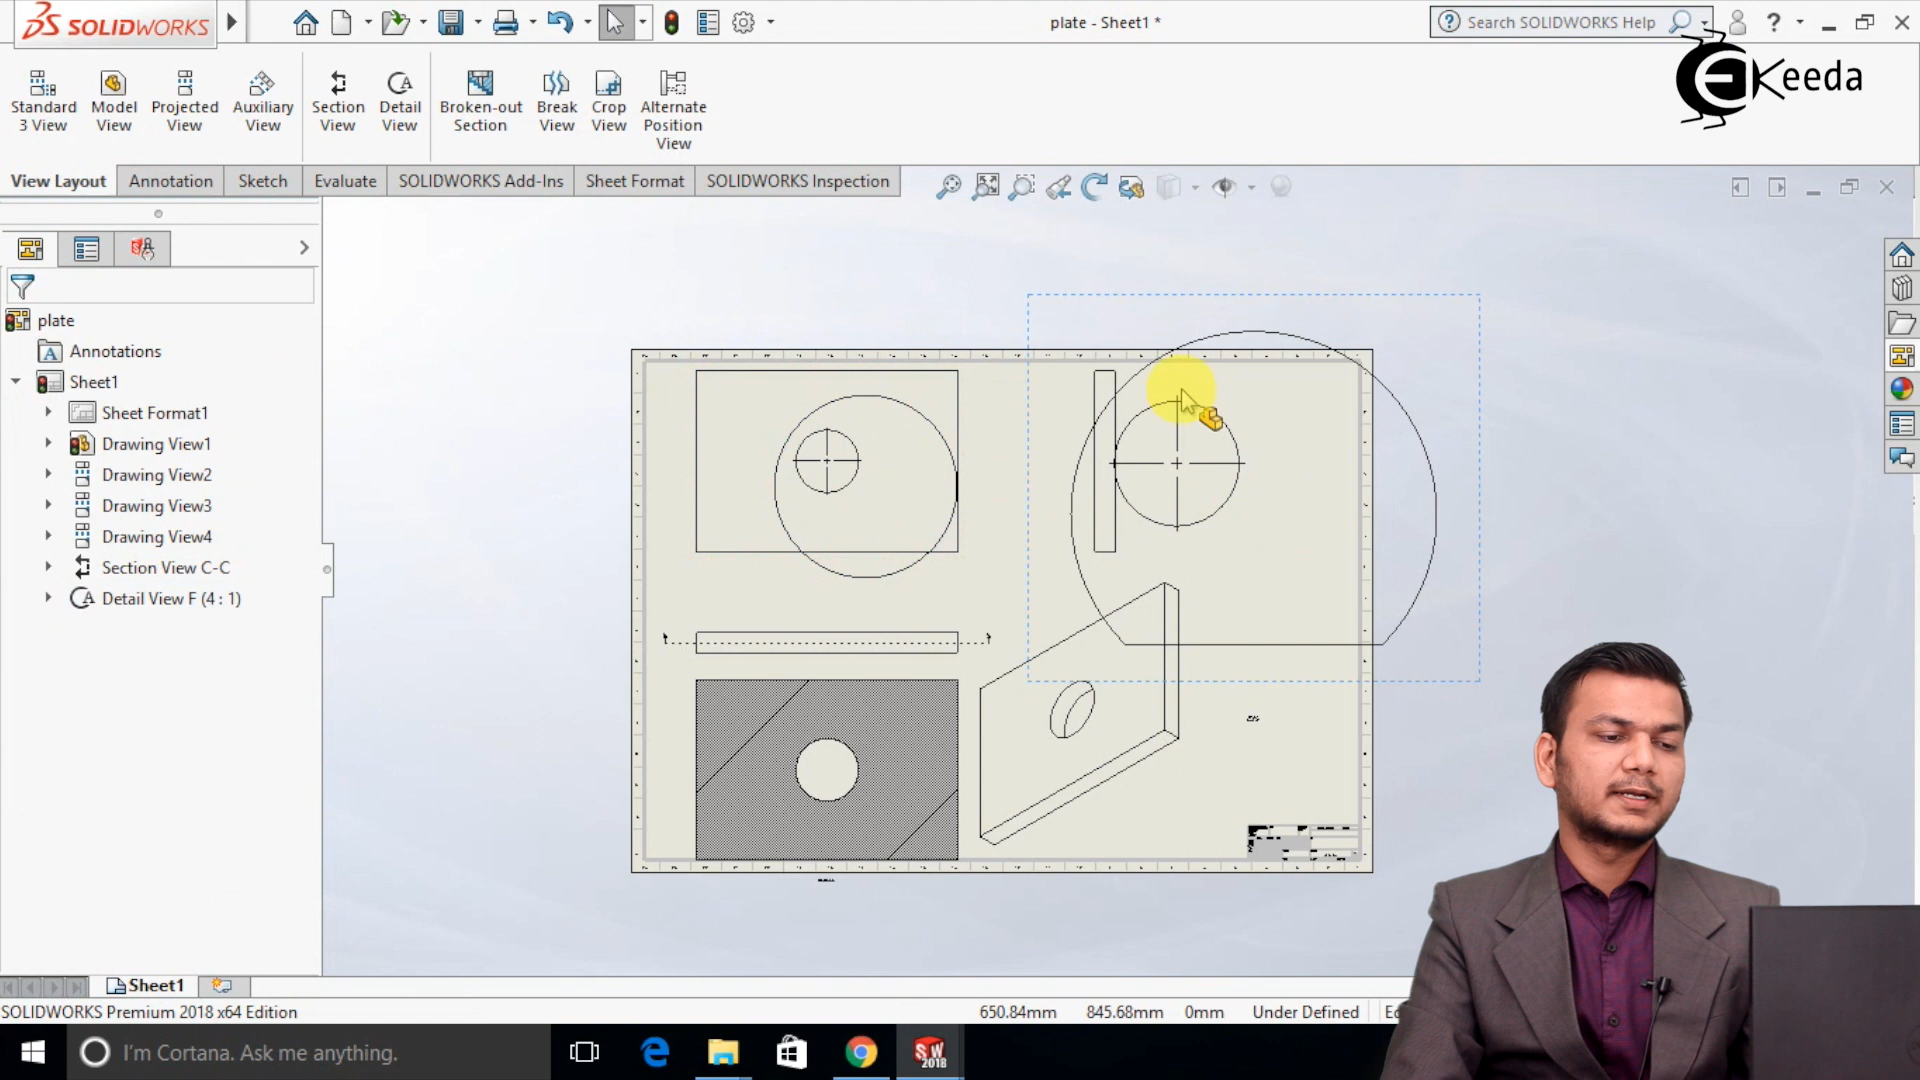 SOLIDWORKS
plate - Sheet1 *
Search SOLIDWORKS Help
EKeeda
Standard 3 View
Model View
Projected View
Auxiliary View
Section View
Detail View
Broken-out Section
Break View
Crop View
Alternate Position View
View Layout
Annotation
Sketch
Evaluate
SOLIDWORKS Add-Ins
Sheet Format
SOLIDWORKS Inspection
plate
Annotations
Sheet1
Sheet Format1
Drawing View1
Drawing View2
Drawing View3
Drawing View4
Section View C-C
Detail View F (4 : 1)
Sheet1
SOLIDWORKS Premium 2018 x64 Edition
650.84mm
845.68mm
0mm
Under Defined
I'm Cortana. Ask me anything.
SW 2018